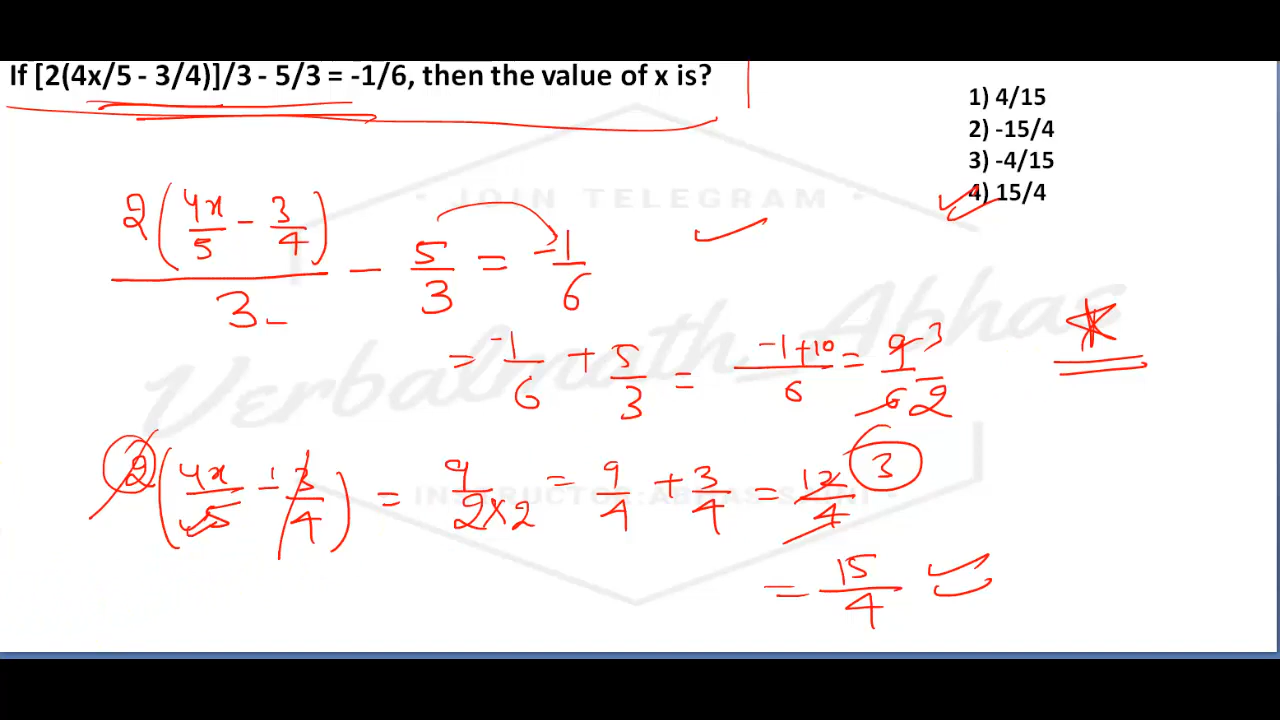 If [2(4x/5 - 3/4)]/3 - 5/3 = -1/6, then the value of x is?
1) 4/15
2) -15/4
3) -4/15
4) 15/4
· JOIN TELEGRAM ·
2(4x/5 - 3/4)/3 - 5/3 = -1/6
= -1/6 + 5/3 = -1+10/6 = 9/6 3/2
Verbalmath_Abhas
2(4x/5 - 3/4) = 9/2×2 = 9/4 + 3/4 = 12/4 3
= 15/4